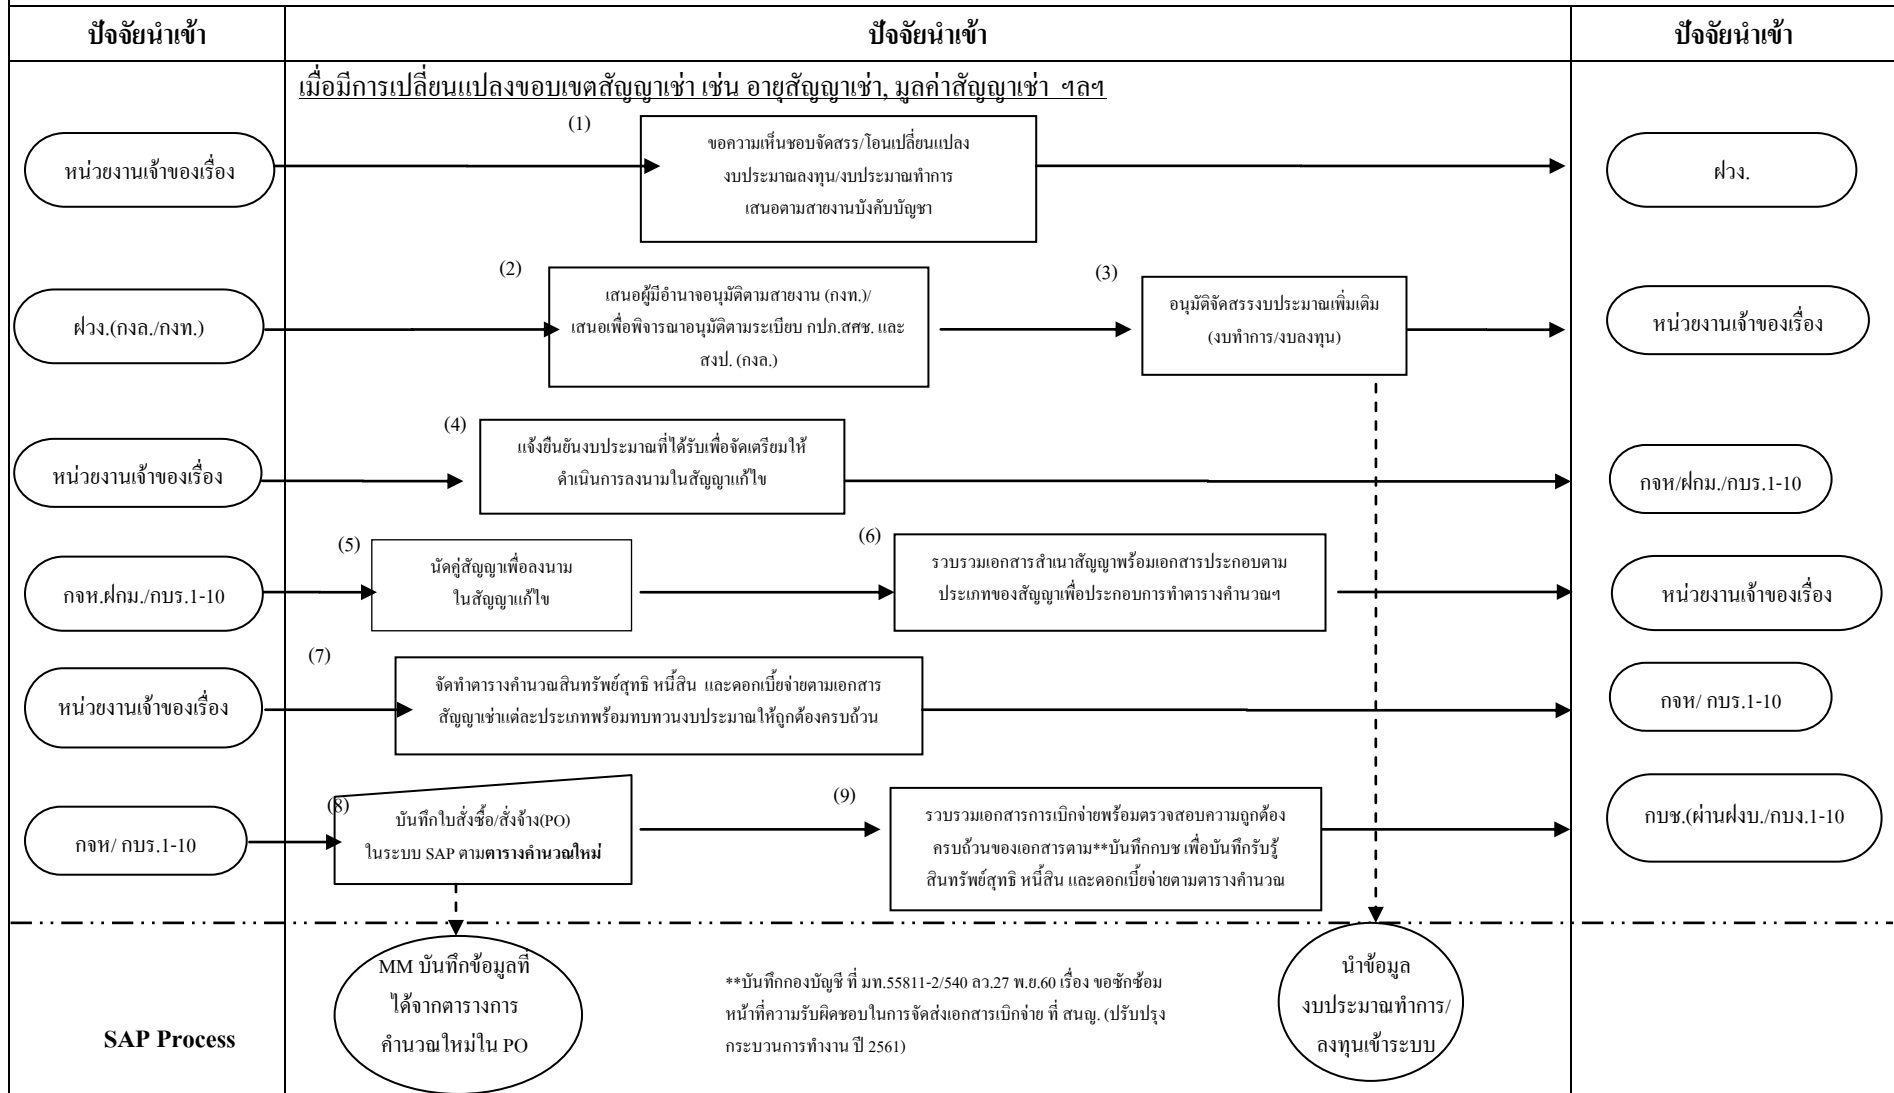 ปัจจัยนำเข้า
ปัจจัยนำเข้า
ปัจจัยนำเข้า
เมื่อมีการเปลี่ยนแปลงขอบเขตสัญญาเช่า เช่น อายุสัญญาเช่า, มูลค่าสัญญาเช่า ฯลฯ
หน่วยงานเจ้าของเรื่อง
(1)
ขอความเห็นชอบจัดสรร/โอนเปลี่ยนแปลง
งบประมาณลงทุน/งบประมาณทำการ
เสนอตามสายงานบังคับบัญชา
ฝวง.
ฝวง.(กงล./กงท.)
(2)
เสนอผู้มีอำนาจอนุมัติตามสายงาน (กงท.)/
เสนอเพื่อพิจารณาอนุมัติตามระเบียบ กปภ.สศช. และ
สงป. (กงล.)
(3)
อนุมัติจัดสรรงบประมาณเพิ่มเติม
(งบทำการ/งบลงทุน)
หน่วยงานเจ้าของเรื่อง
หน่วยงานเจ้าของเรื่อง
(4)
แจ้งยืนยันงบประมาณที่ได้รับเพื่อจัดเตรียมให้
ดำเนินการลงนามในสัญญาแก้ไข
กจห/ฝกม./กบร.1-10
กจห.ฝกม./กบร.1-10
(5)
นัดคู่สัญญาเพื่อลงนาม
ในสัญญาแก้ไข
(6)
รวบรวมเอกสารสำเนาสัญญาพร้อมเอกสารประกอบตาม
ประเภทของสัญญาเพื่อประกอบการทำตารางคำนวณฯ
หน่วยงานเจ้าของเรื่อง
หน่วยงานเจ้าของเรื่อง
(7)
จัดทำตารางคำนวณสินทรัพย์สุทธิ หนี้สิน และดอกเบี้ยจ่ายตามเอกสาร
สัญญาเช่าแต่ละประเภทพร้อมทบทวนงบประมาณให้ถูกต้องครบถ้วน
กจห/ กบร.1-10
กจห/ กบร.1-10
(8)
บันทึกใบสั่งซื้อ/สั่งจ้าง(PO)
ในระบบ SAP ตามตารางคำนวณใหม่
(9)
รวบรวมเอกสารการเบิกจ่ายพร้อมตรวจสอบความถูกต้อง
ครบถ้วนของเอกสารตาม**บันทึกกบช เพื่อบันทึกรับรู้
สินทรัพย์สุทธิ หนี้สิน และดอกเบี้ยจ่ายตามตารางคำนวณ
กบช.(ผ่านฝงบ./กบง.1-10
SAP Process
MM บันทึกข้อมูลที่
ได้จากตารางการ
คำนวณใหม่ใน PO
**บันทึกกองบัญชี ที่ มท.55811-2/540 ลว.27 พ.ย.60 เรื่อง ขอซักซ้อม
หน้าที่ความรับผิดชอบในการจัดส่งเอกสารเบิกจ่าย ที่ สนญ. (ปรับปรุง
กระบวนการทำงาน ปี 2561)
นำข้อมูล
งบประมาณทำการ/
ลงทุนเข้าระบบ